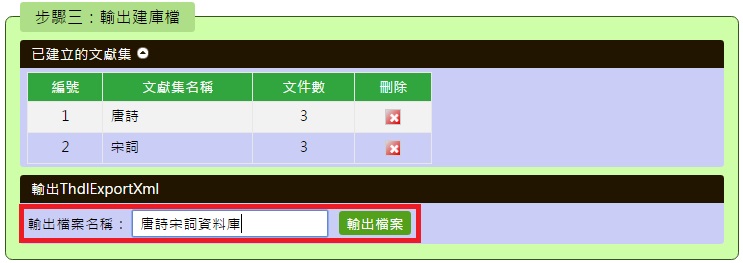 步驟三：輸出建庫檔
已建立的文獻集
編號 文獻集名稱 文件數 刪除
1 唐詩 3
2 宋詞 3
輸出ThdlExportXml
輸出檔案名稱： 唐詩宋詞資料庫 輸出檔案